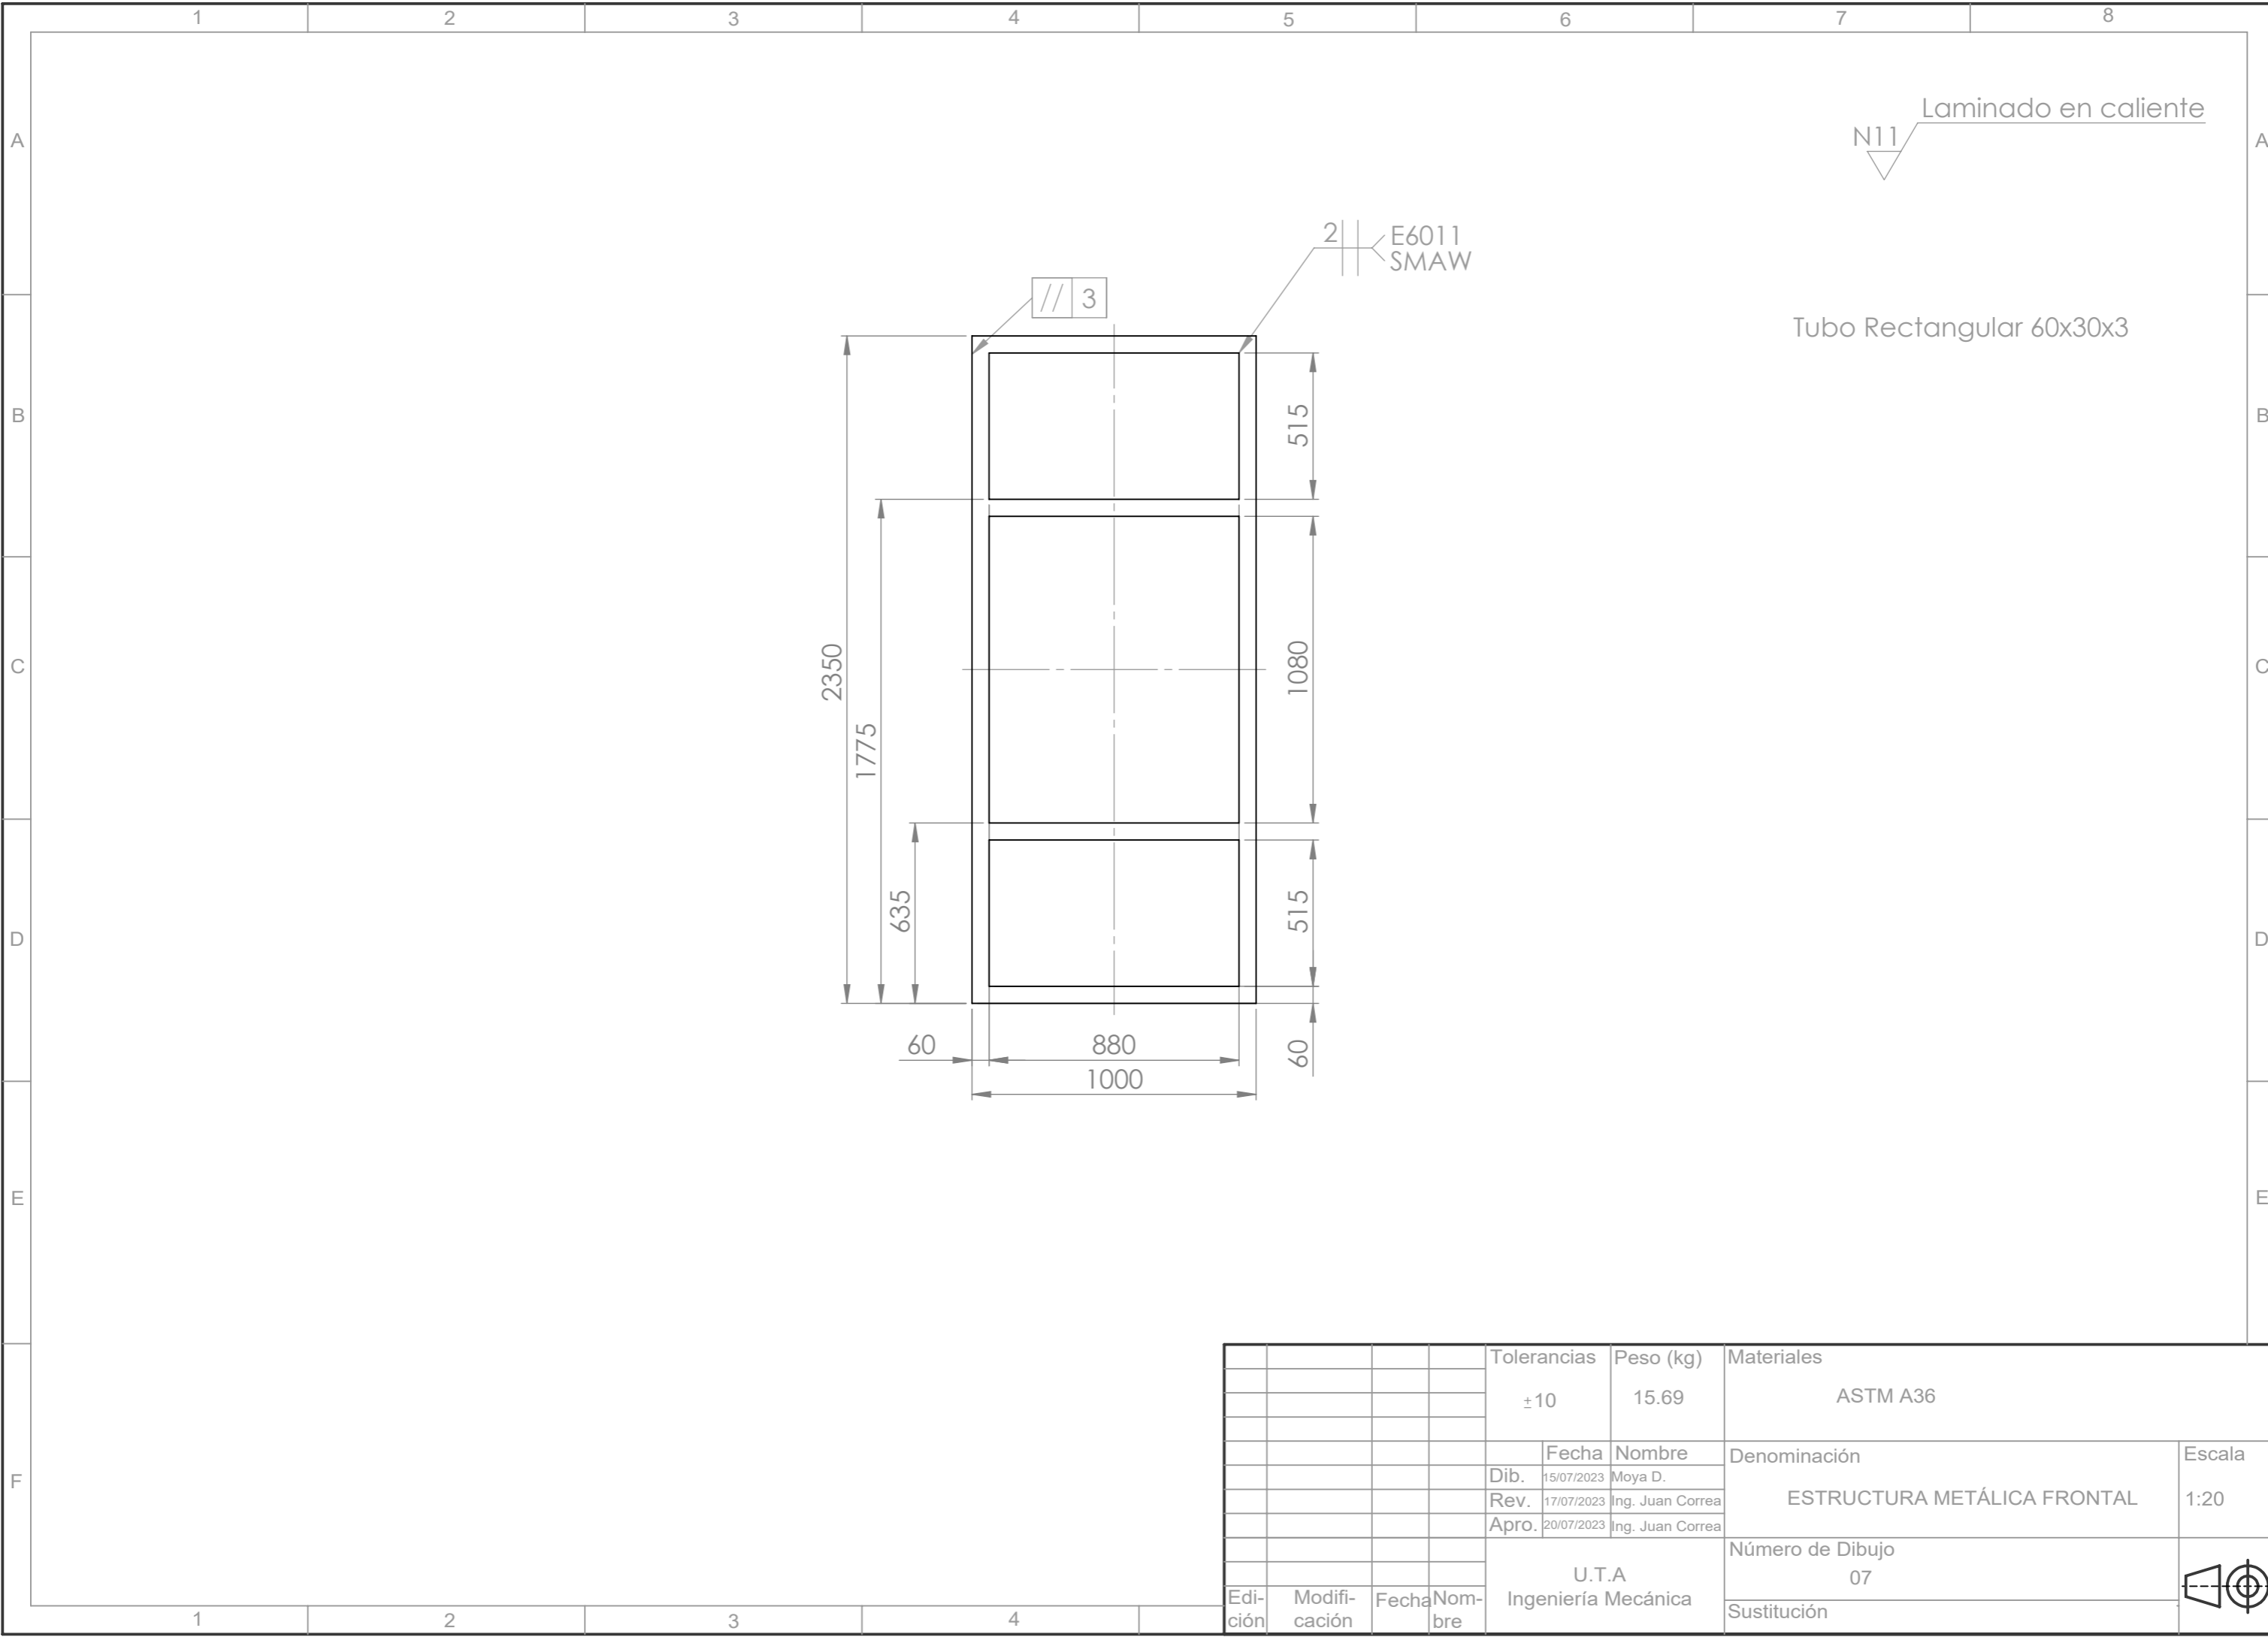 1 2 3 4 5 6 7 8
Laminado en caliente
A N11 A
2 E6011
SMAW
// 3
Tubo Rectangular 60x30x3
B 515 B
C 2350 1080 C
1775
D 635 515 D
60 880 60
1000
E E
F
Tolerancias Peso (kg) Materiales
±10 15.69 ASTM A36
Fecha Nombre Denominación Escala
Dib. 15/07/2023 Moya D.
Rev. 17/07/2023 Ing. Juan Correa ESTRUCTURA METÁLICA FRONTAL 1:20
Apro. 20/07/2023 Ing. Juan Correa
Número de Dibujo
U.T.A 07
Edi- Modifi- Fecha Nom- Ingeniería Mecánica
ción cación bre Sustitución
1 2 3 4